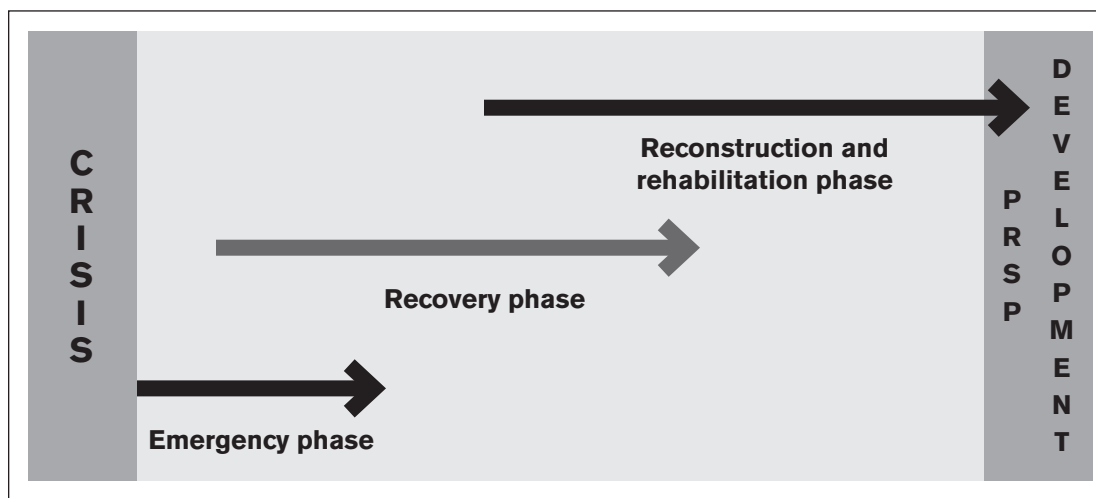 CRISIS
Reconstruction and
rehabilitation phase
Recovery phase
Emergency phase
PRSP
DEVELOPMENT